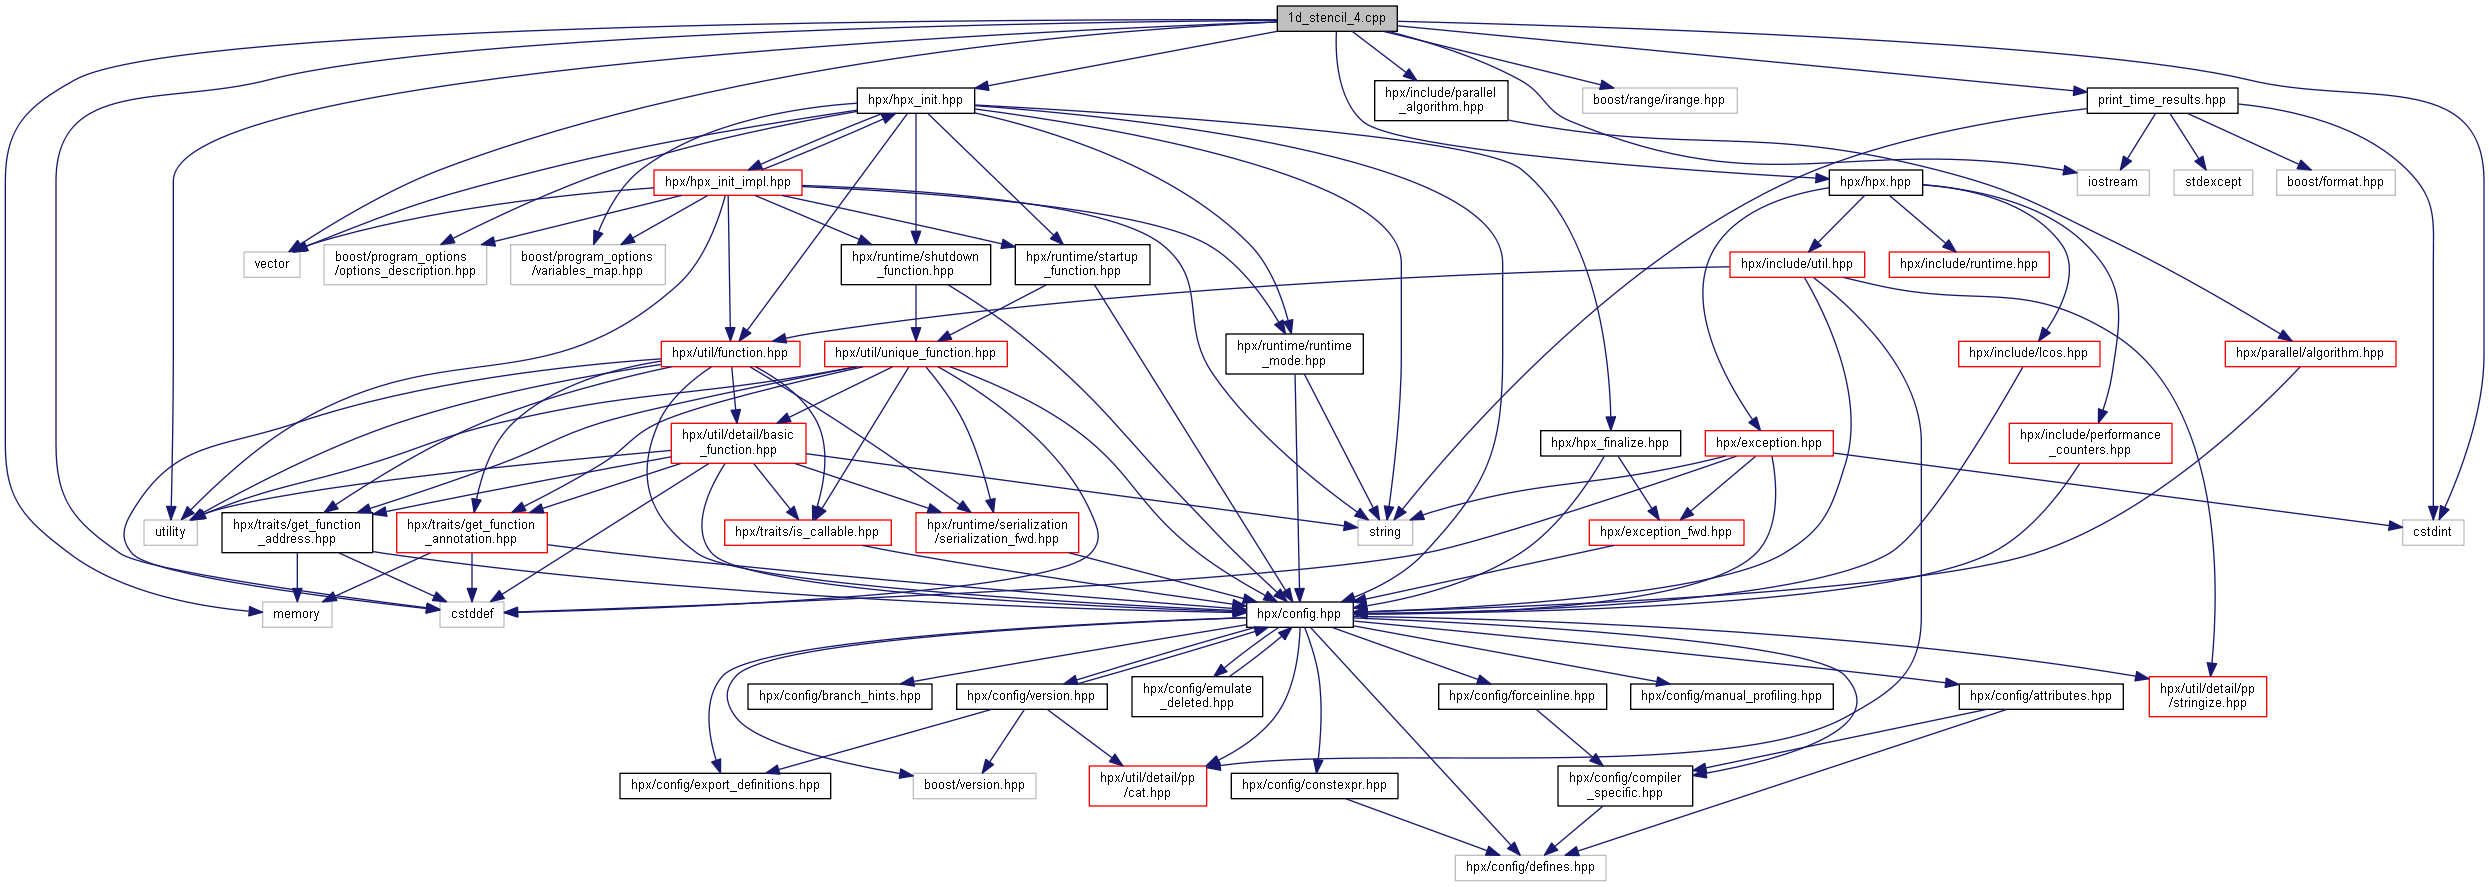 1d_stencil_4.cpp
hpx/hpx_init.hpp
hpx/include/parallel
_algorithm.hpp
boost/range/irange.hpp
print_time_results.hpp
hpx/hpx_init_impl.hpp
hpx/hpx.hpp
iostream
stdexcept
boost/format.hpp
vector
boost/program_options
/options_description.hpp
boost/program_options
/variables_map.hpp
hpx/runtime/shutdown
_function.hpp
hpx/runtime/startup
_function.hpp
hpx/include/util.hpp
hpx/include/runtime.hpp
hpx/util/function.hpp
hpx/util/unique_function.hpp
hpx/runtime/runtime
_mode.hpp
hpx/include/lcos.hpp
hpx/parallel/algorithm.hpp
hpx/util/detail/basic
_function.hpp
hpx/hpx_finalize.hpp
hpx/exception.hpp
hpx/include/performance
_counters.hpp
utility
hpx/traits/get_function
_address.hpp
hpx/traits/get_function
_annotation.hpp
hpx/traits/is_callable.hpp
hpx/runtime/serialization
/serialization_fwd.hpp
string
hpx/exception_fwd.hpp
cstdint
memory
cstddef
hpx/config.hpp
hpx/config/branch_hints.hpp
hpx/config/version.hpp
hpx/config/emulate
_deleted.hpp
hpx/config/forceinline.hpp
hpx/config/manual_profiling.hpp
hpx/config/attributes.hpp
hpx/util/detail/pp
/stringize.hpp
hpx/config/export_definitions.hpp
boost/version.hpp
hpx/util/detail/pp
/cat.hpp
hpx/config/constexpr.hpp
hpx/config/compiler
_specific.hpp
hpx/config/defines.hpp